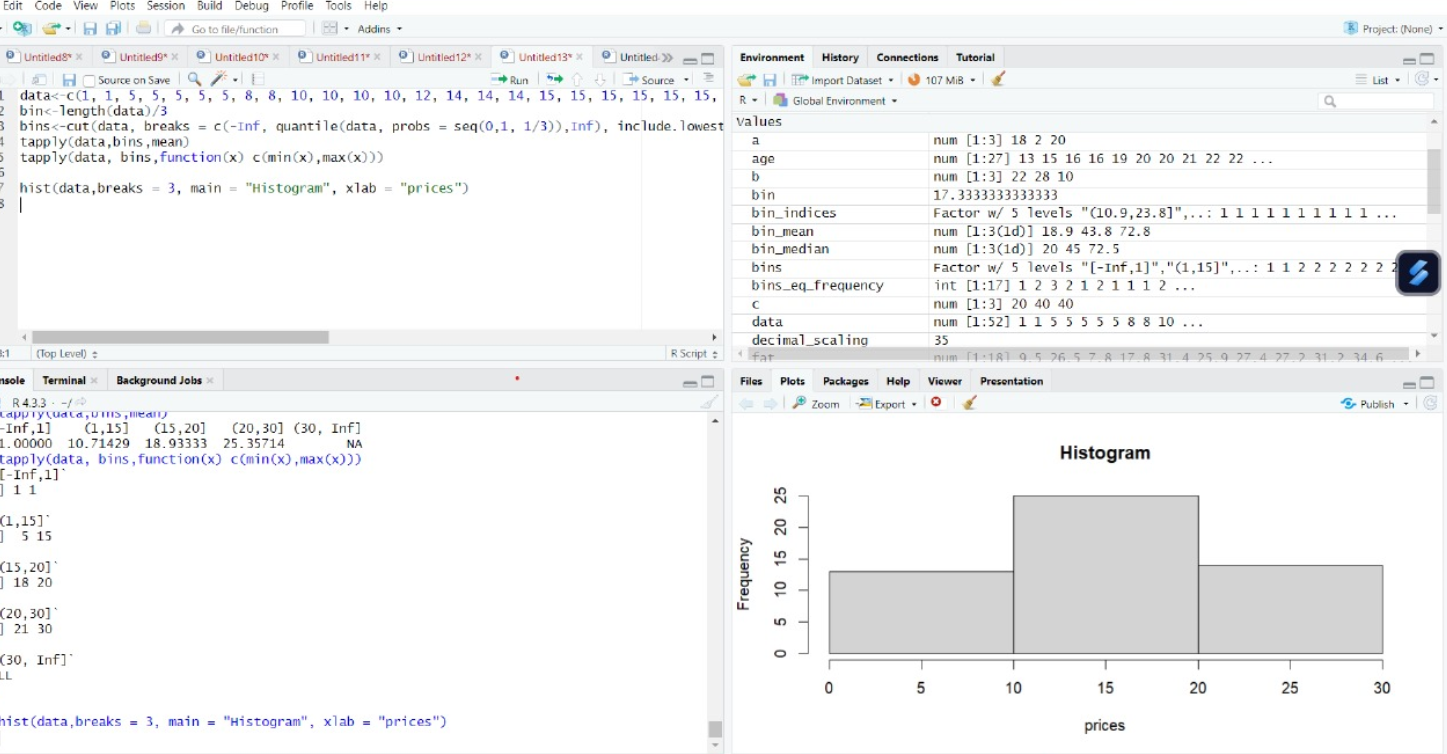 Edit Code View Plots Session Build Debug Profile Tools Help
Go to file/function Addins Project: (None)
Untitled8* Untitled9* Untitled10* Untitled11* Untitled12* Untitled13* Untitled
Source on Save Run Source
1 data<-c(1, 1, 5, 5, 5, 5, 5, 8, 8, 10, 10, 10, 10, 12, 14, 14, 14, 15, 15, 15, 15, 15, 15,
2 bin<-length(data)/3
3 bins<-cut(data, breaks = c(-Inf, quantile(data, probs = seq(0,1, 1/3)),Inf), include.lowest
4 tapply(data,bins,mean)
5 tapply(data, bins,function(x) c(min(x),max(x)))
6
7 hist(data,breaks = 3, main = "Histogram", xlab = "prices")
8
8:1 (Top Level) R Script
nsole Terminal Background Jobs
R 4.3.3 · ~/
tapply(data,bins,mean)
-Inf,1] (1,15] (15,20] (20,30] (30, Inf]
1.00000 10.71429 18.93333 25.35714 NA
tapply(data, bins,function(x) c(min(x),max(x)))
[-Inf,1]`
] 1 1
(1,15]`
] 5 15
(15,20]`
] 18 20
(20,30]`
] 21 30
(30, Inf]`
LL
hist(data,breaks = 3, main = "Histogram", xlab = "prices")
Environment History Connections Tutorial
Import Dataset 107 MiB List
R Global Environment
Values
a num [1:3] 18 2 20
age num [1:27] 13 15 16 16 19 20 20 21 22 22 ...
b num [1:3] 22 28 10
bin 17.3333333333333
bin_indices Factor w/ 5 levels "(10.9,23.8]",..: 1 1 1 1 1 1 1 1 1 1 ...
bin_mean num [1:3(1d)] 18.9 43.8 72.8
bin_median num [1:3(1d)] 20 45 72.5
bins Factor w/ 5 levels "[-Inf,1]","(1,15]",..: 1 1 2 2 2 2 2 2 2
bins_eq_frequency int [1:17] 1 2 3 2 1 2 1 1 1 2 ...
c num [1:3] 20 40 40
data num [1:52] 1 1 5 5 5 5 5 8 8 10 ...
decimal_scaling 35
fat num [1:18] 9.5 26.5 7.8 17.8 31.4 25.9 27.4 27.2 31.2 34.6
Files Plots Packages Help Viewer Presentation
Zoom Export Publish
Histogram
Frequency
25
20
15
10
5
0
0 5 10 15 20 25 30
prices